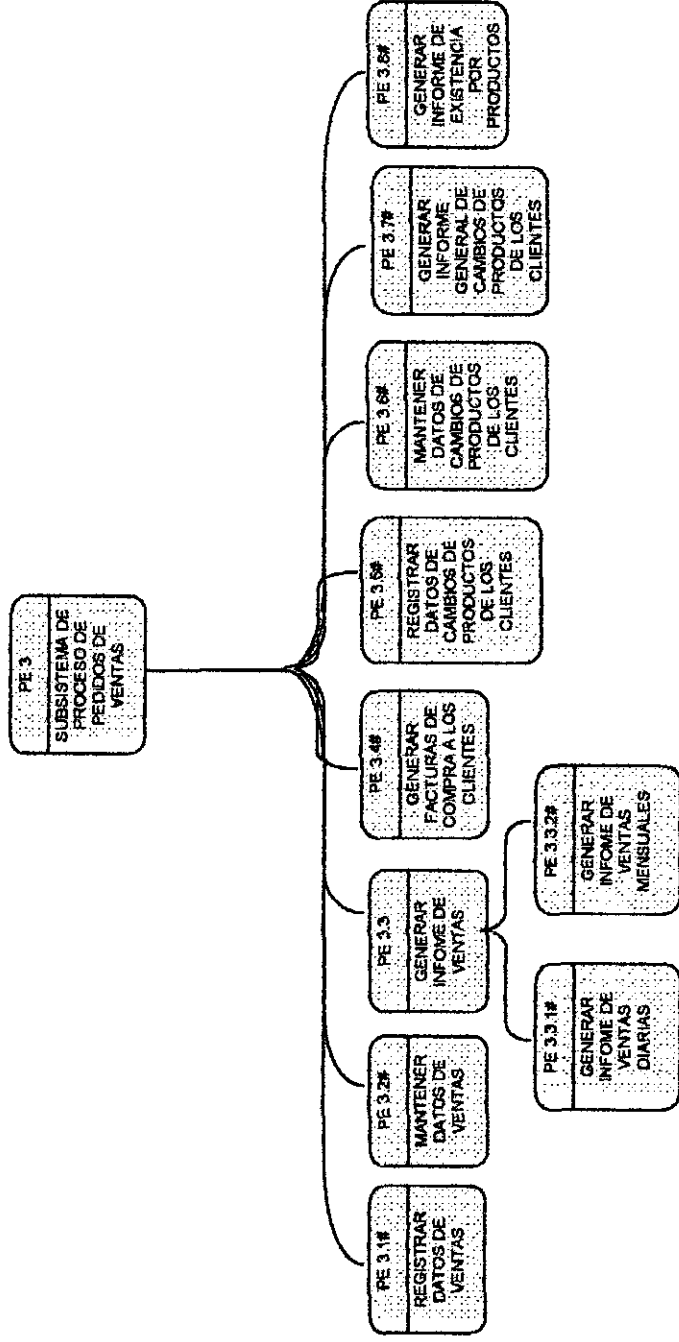 PE 3
SUBSISTEMA DE
PROCESO DE
PEDIDOS DE
VENTAS
PE 3.1#
REGISTRAR
DATOS DE
VENTAS
PE 3.2#
MANTENER
DATOS DE
VENTAS
PE 3.3
GENERAR
INFOME DE
VENTAS
PE 3.4#
GENERAR
FACTURAS DE
COMPRA A LOS
CLIENTES
PE 3.5#
REGISTRAR
DATOS DE
CAMBIOS DE
PRODUCTOS
DE LOS
CLIENTES
PE 3.6#
MANTENER
DATOS DE
CAMBIOS DE
PRODUCTOS
DE LOS
CLIENTES
PE 3.7#
GENERAR
INFORME
GENERAL DE
CAMBIOS DE
PRODUCTOS
DE LOS
CLIENTES
PE 3.8#
GENERAR
INFORME DE
EXISTENCIA
POR
PRODUCTOS
PE 3.3.1#
GENERAR
INFOME DE
VENTAS
DIARIAS
PE 3.3.2#
GENERAR
INFOME DE
VENTAS
MENSUALES